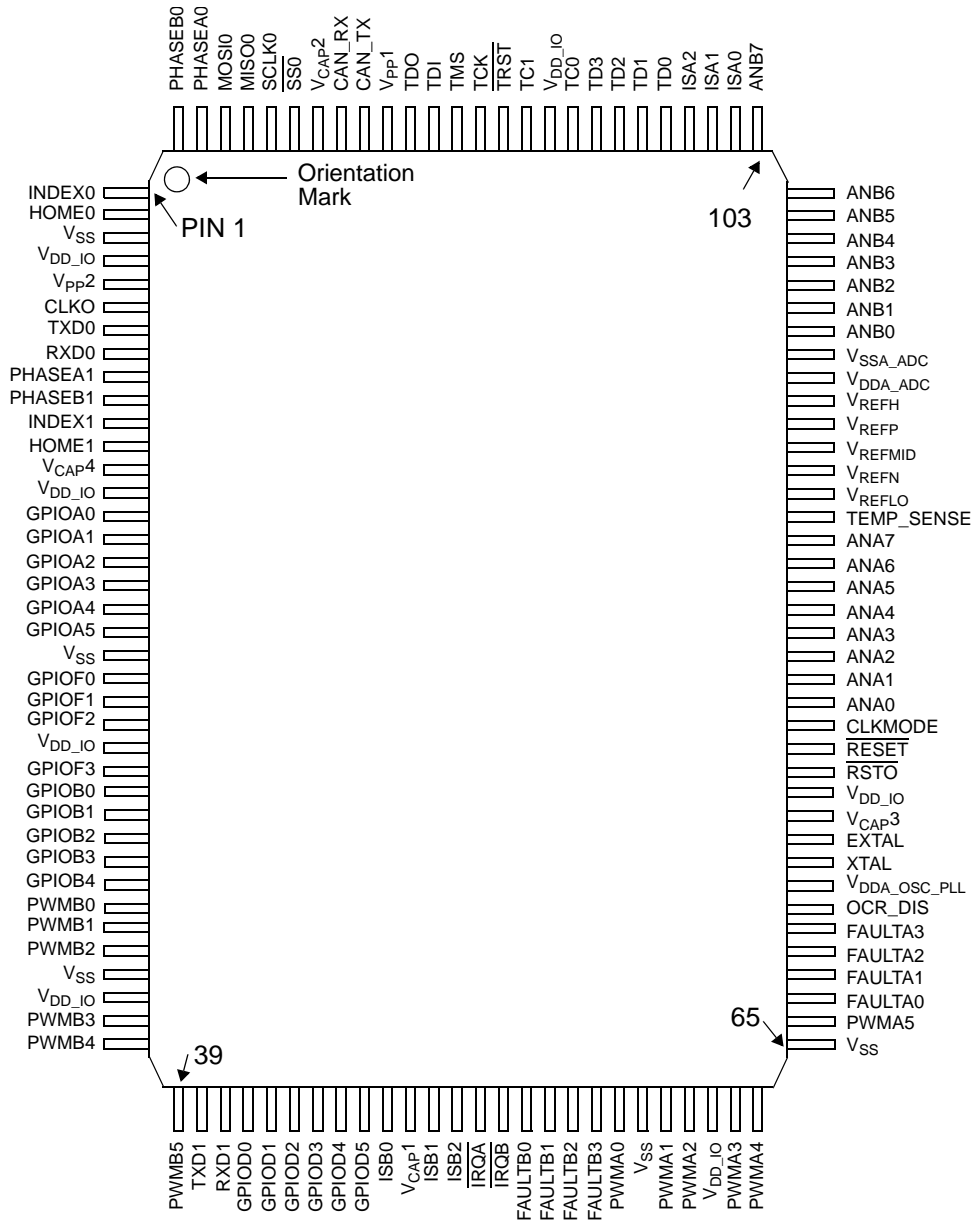 PHASEB0
PHASEA0
MOSI0
MISO0
SCLK0
SS0
VCAP2
CAN_RX
CAN_TX
VPP1
TDO
TDI
TMS
TCK
TRST
TC1
VDD_IO
TC0
TD3
TD2
TD1
TD0
ISA2
ISA1
ISA0
ANB7
Orientation
Mark
PIN 1
103
INDEX0
HOME0
VSS
VDD_IO
VPP2
CLKO
TXD0
RXD0
PHASEA1
PHASEB1
INDEX1
HOME1
VCAP4
VDD_IO
GPIOA0
GPIOA1
GPIOA2
GPIOA3
GPIOA4
GPIOA5
VSS
GPIOF0
GPIOF1
GPIOF2
VDD_IO
GPIOF3
GPIOB0
GPIOB1
GPIOB2
GPIOB3
GPIOB4
PWMB0
PWMB1
PWMB2
VSS
VDD_IO
PWMB3
PWMB4
ANB6
ANB5
ANB4
ANB3
ANB2
ANB1
ANB0
VSSA_ADC
VDDA_ADC
VREFH
VREFP
VREFMID
VREFN
VREFLO
TEMP_SENSE
ANA7
ANA6
ANA5
ANA4
ANA3
ANA2
ANA1
ANA0
CLKMODE
RESET
RSTO
VDD_IO
VCAP3
EXTAL
XTAL
VDDA_OSC_PLL
OCR_DIS
FAULTA3
FAULTA2
FAULTA1
FAULTA0
PWMA5
VSS
65
39
PWMB5
TXD1
RXD1
GPIOD0
GPIOD1
GPIOD2
GPIOD3
GPIOD4
GPIOD5
ISB0
VCAP1
ISB1
ISB2
IRQA
IRQB
FAULTB0
FAULTB1
FAULTB2
FAULTB3
PWMA0
VSS
PWMA1
PWMA2
VDD_IO
PWMA3
PWMA4